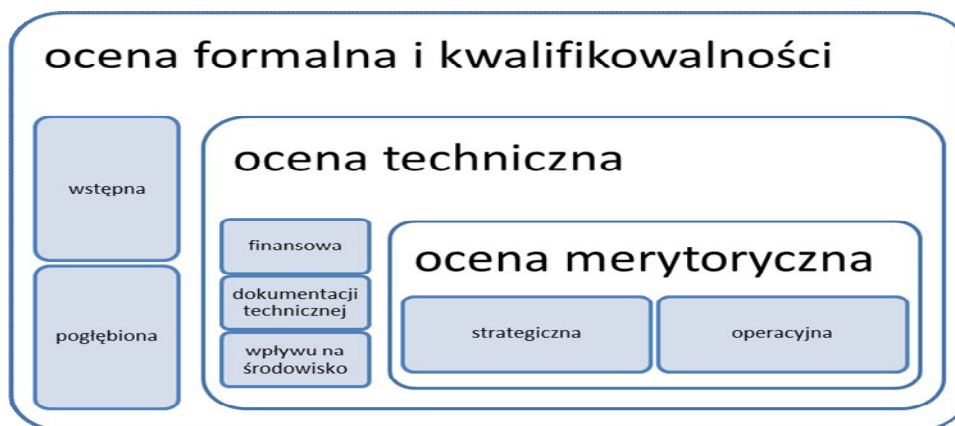 ocena formalna i kwalifikowalności
wstępna
pogłębiona
ocena techniczna
finansowa
dokumentacji
technicznej
wpływu na
środowisko
ocena merytoryczna
strategiczna
operacyjna